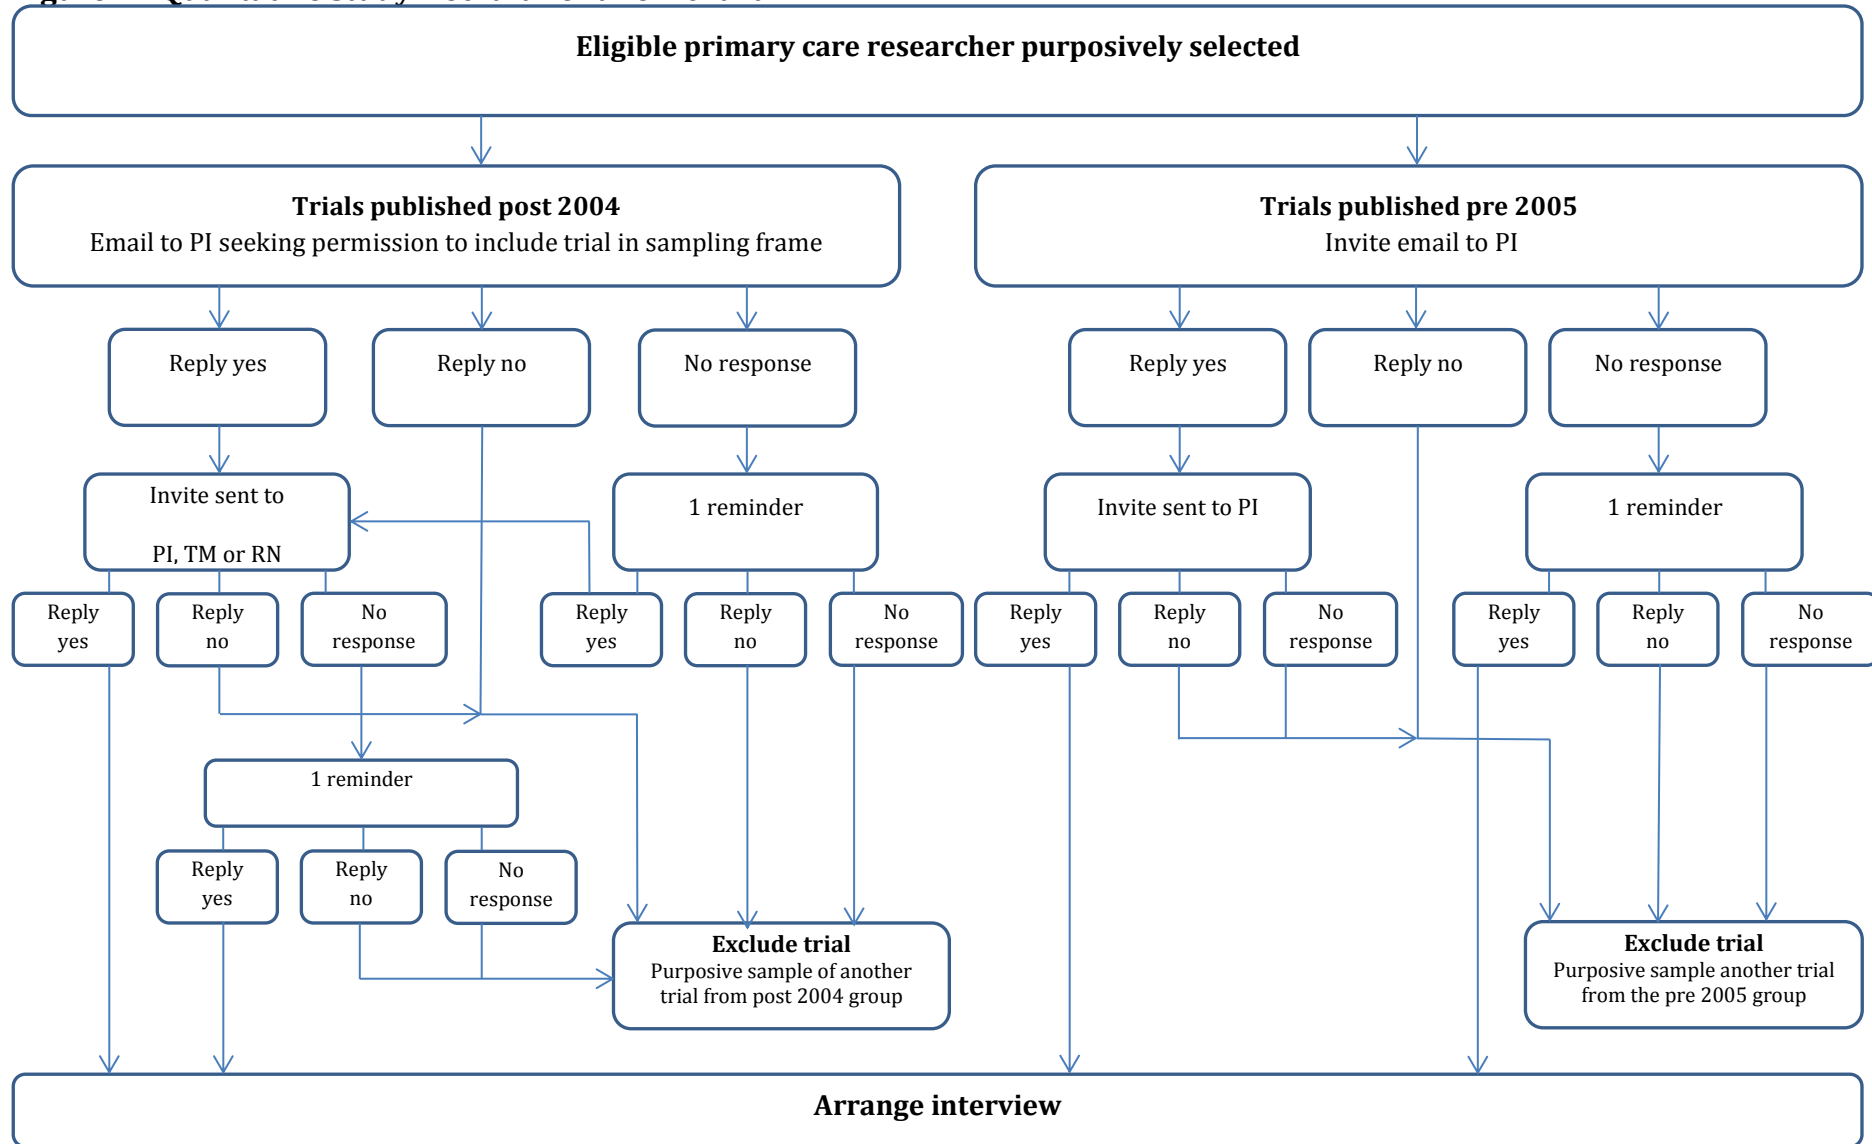 Eligible primary care researcher purposively selected
Trials published post 2004
Email to PI seeking permission to include trial in sampling frame
Trials published pre 2005
Invite email to PI
Reply yes
Reply no
No response
Reply yes
Reply no
No response
Invite sent to
PI, TM or RN
1 reminder
Invite sent to PI
1 reminder
Reply
yes
Reply
no
No
response
Reply
yes
Reply
no
No
response
Reply
yes
Reply
no
No
response
Reply
yes
Reply
no
No
response
1 reminder
Reply
yes
Reply
no
No
response
Exclude trial
Purposive sample of another
trial from post 2004 group
Exclude trial
Purposive sample another trial
from the pre 2005 group
Arrange interview